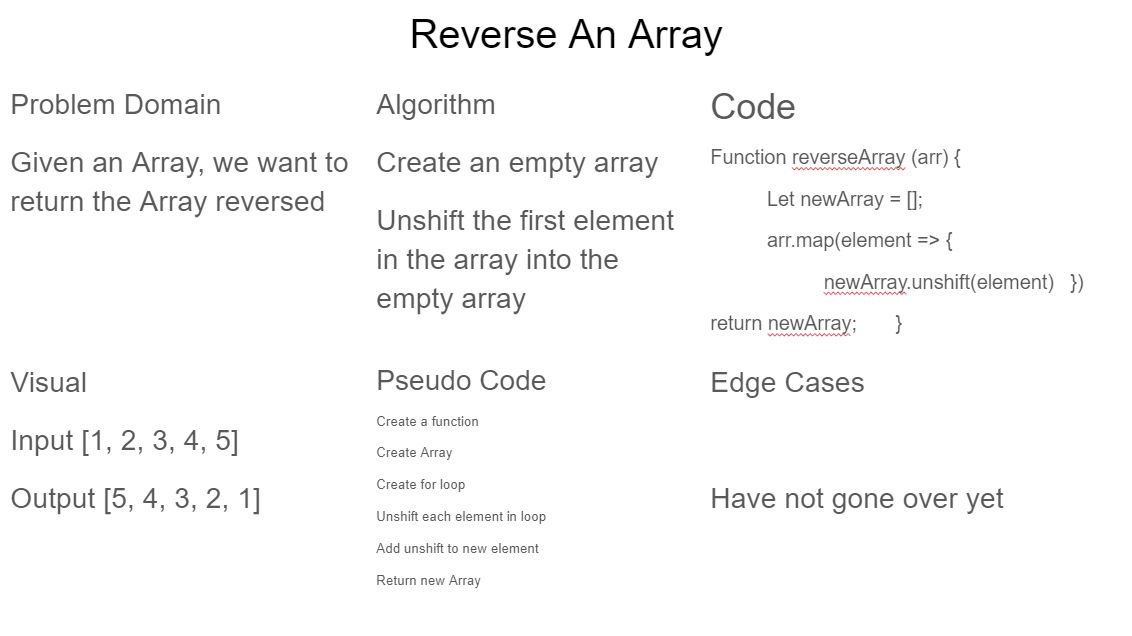 Reverse An Array
Problem Domain
Given an Array, we want to
return the Array reversed
Algorithm
Create an empty array
Unshift the first element
in the array into the
empty array
Code
Function reverseArray (arr) {
Let newArray = [];
arr.map(element => {
newArray.unshift(element) })
return newArray; }
Visual
Input [1, 2, 3, 4, 5]
Output [5, 4, 3, 2, 1]
Pseudo Code
Create a function
Create Array
Create for loop
Unshift each element in loop
Add unshift to new element
Return new Array
Edge Cases
Have not gone over yet